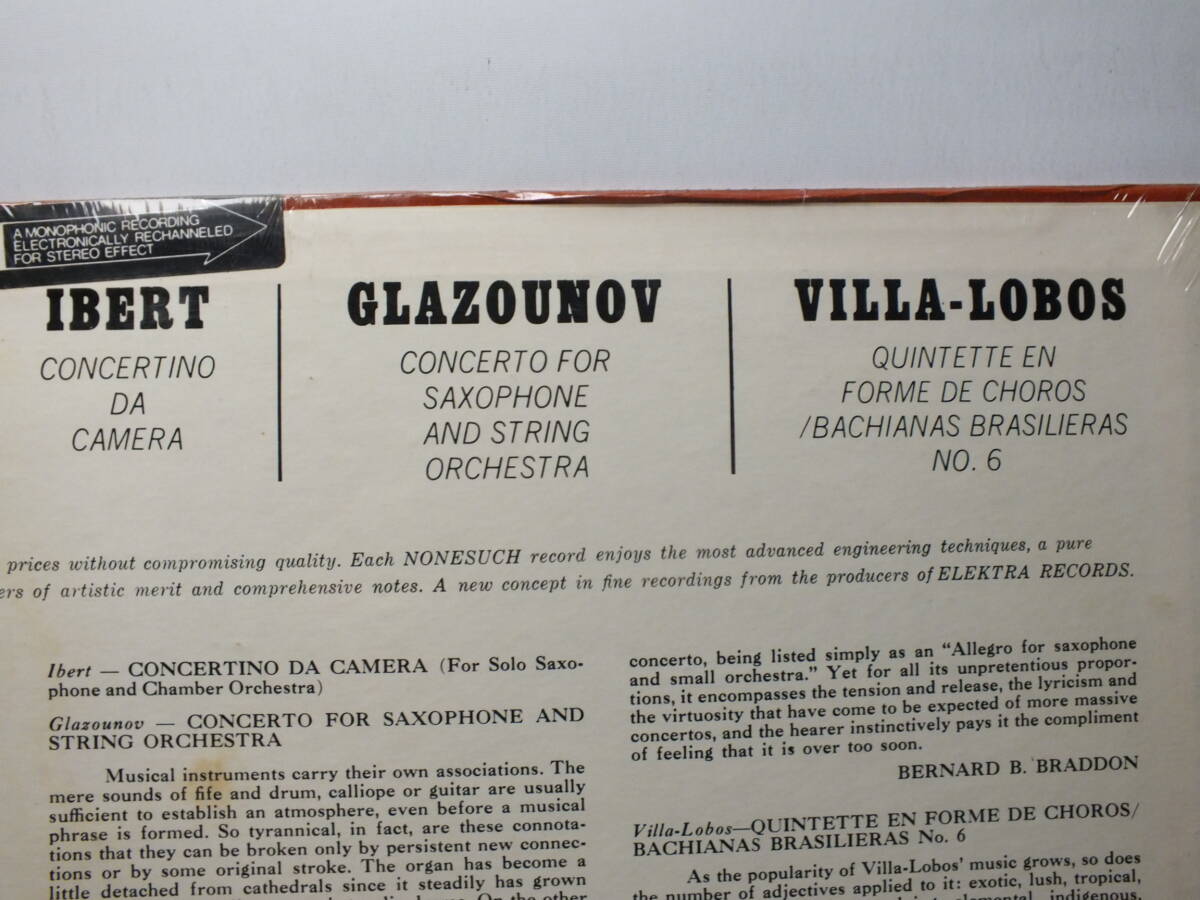 A MONOPHONIC RECORDING
ELECTRONICALLY RECHANNELED
FOR STEREO EFFECT
IBERT
CONCERTINO
DA
CAMERA
GLAZOUNOV
CONCERTO FOR
SAXOPHONE
AND STRING
ORCHESTRA
VILLA-LOBOS
QUINTETTE EN
FORME DE CHOROS
/BACHIANAS BRASILIERAS
NO. 6
prices without compromising quality. Each NONESUCH record enjoys the most advanced engineering techniques, a pure
of artistic merit and comprehensive notes. A new concept in fine recordings from the producers of ELEKTRA RECORDS.
Ibert — CONCERTINO DA CAMERA (For Solo Saxo-
phone and Chamber Orchestra)
Glazounov — CONCERTO FOR SAXOPHONE AND
STRING ORCHESTRA
Musical instruments carry their own associations. The
mere sounds of fife and drum, calliope or guitar are usually
sufficient to establish an atmosphere, even before a musical
phrase is formed. So tyrannical, in fact, are these connota-
tions that they can be broken only by persistent new connec-
tions or by some original stroke. The organ has become a
little detached from cathedrals since it steadily has grown
On the other
concerto, being listed simply as an "Allegro for saxophone
and small orchestra." Yet for all its unpretentious propor-
tions, it encompasses the tension and release, the lyricism and
the virtuosity that have come to be expected of more massive
concertos, and the hearer instinctively pays it the compliment
of feeling that it is over too soon.
BERNARD B. BRADDON
Villa-Lobos—QUINTETTE EN FORME DE CHOROS/
BACHIANAS BRASILIERAS No. 6
As the popularity of Villa-Lobos' music grows, so does
the number of adjectives applied to it: exotic, lush, tropical,
elemental, indigenous,